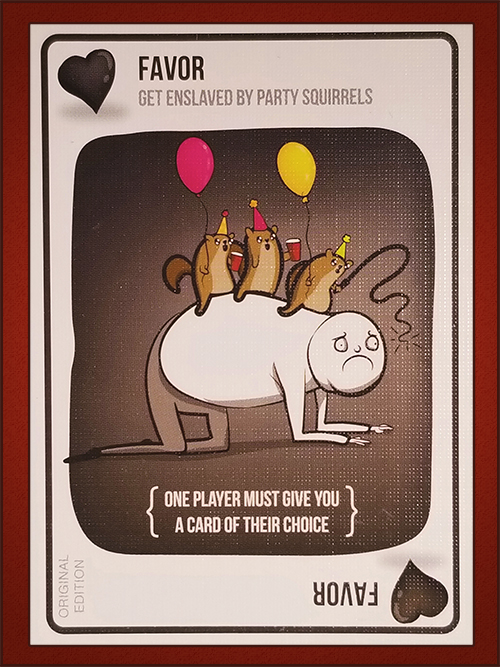 FAVOR
GET ENSLAVED BY PARTY SQUIRRELS
ONE PLAYER MUST GIVE YOU
A CARD OF THEIR CHOICE
ORIGINAL
EDITION
FAVOR